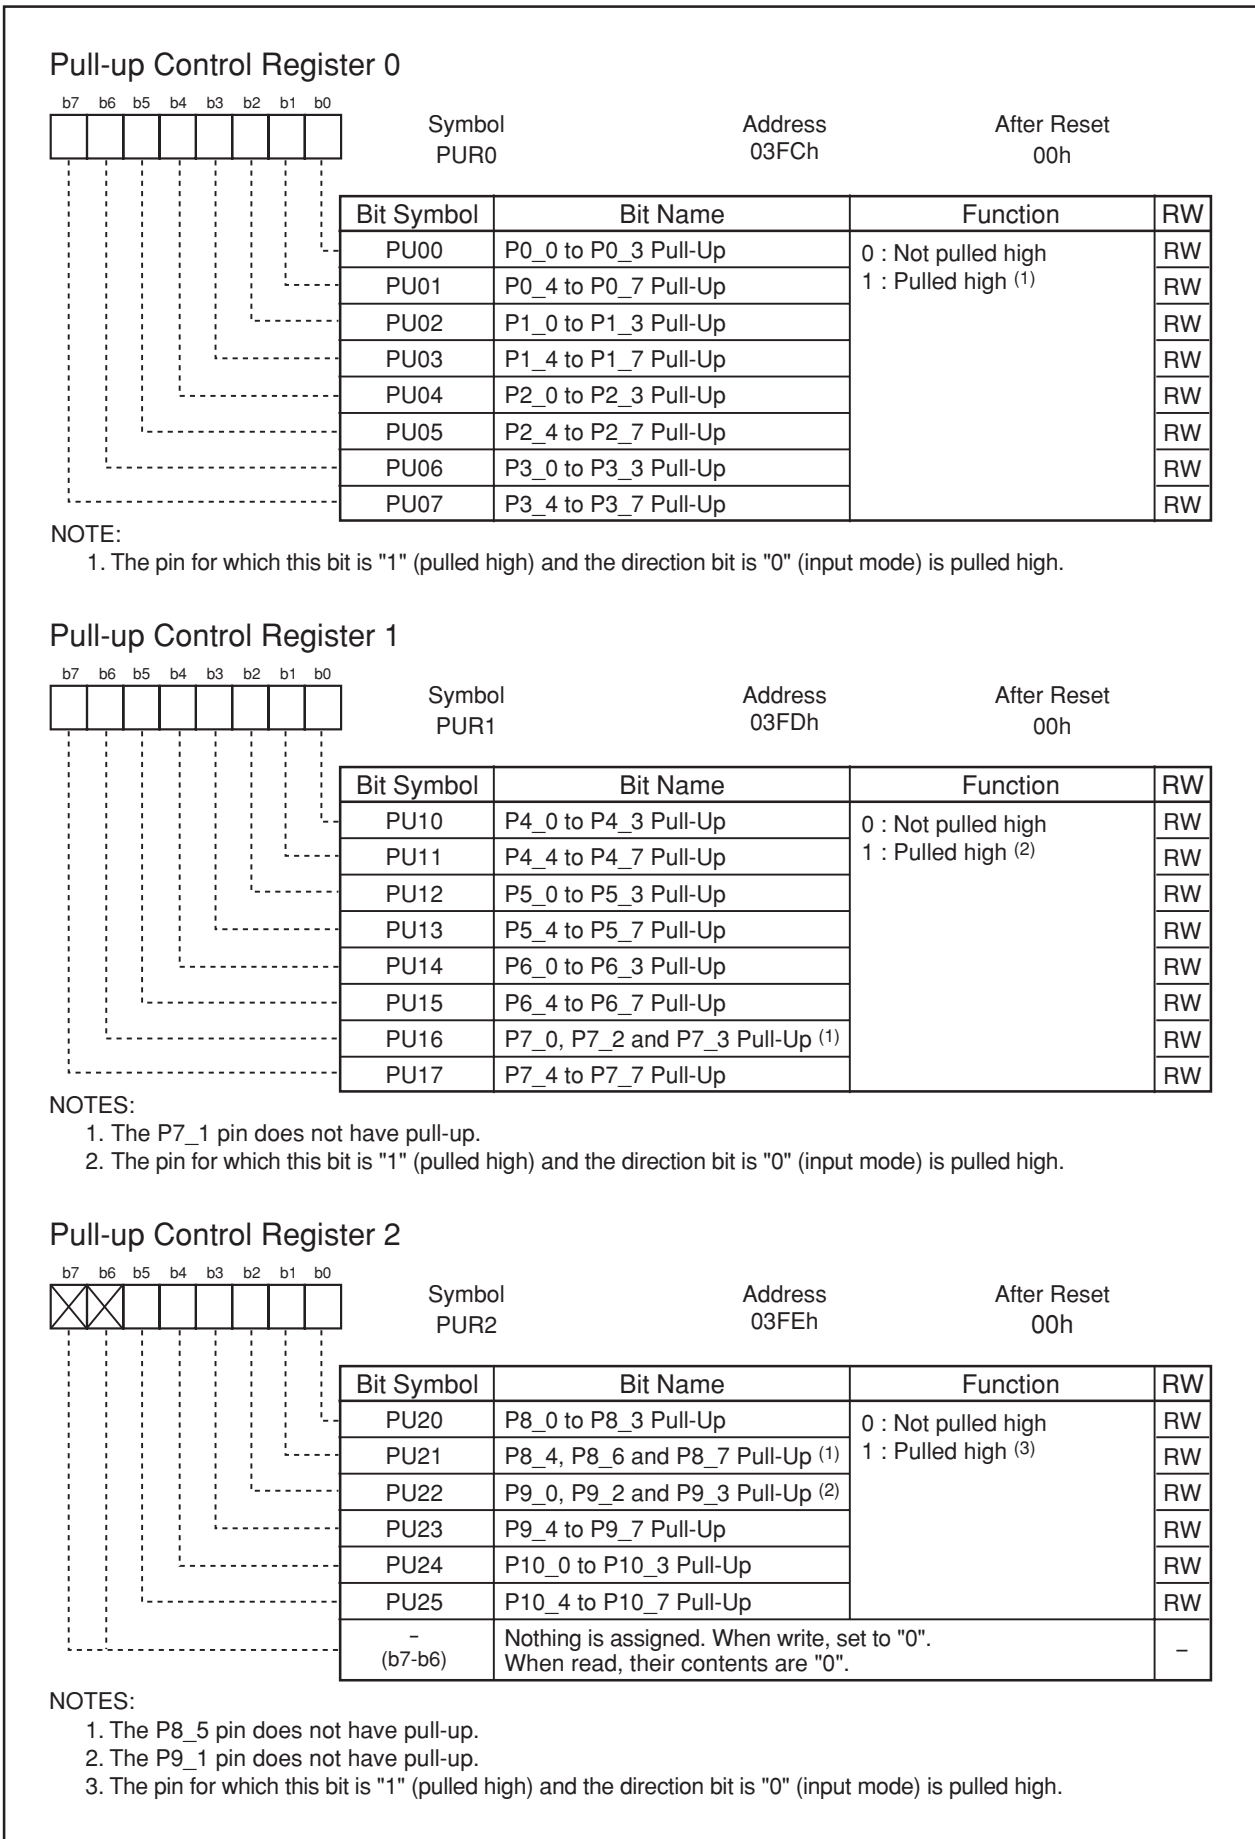 Pull-up Control Register 0
b7 b6 b5 b4 b3 b2 b1 b0
Symbol Address After Reset
PUR0 03FCh 00h
Bit Symbol Bit Name Function RW
PU00 P0_0 to P0_3 Pull-Up 0 : Not pulled high RW
PU01 P0_4 to P0_7 Pull-Up 1 : Pulled high (1) RW
PU02 P1_0 to P1_3 Pull-Up RW
PU03 P1_4 to P1_7 Pull-Up RW
PU04 P2_0 to P2_3 Pull-Up RW
PU05 P2_4 to P2_7 Pull-Up RW
PU06 P3_0 to P3_3 Pull-Up RW
PU07 P3_4 to P3_7 Pull-Up RW
NOTE:
1. The pin for which this bit is "1" (pulled high) and the direction bit is "0" (input mode) is pulled high.
Pull-up Control Register 1
b7 b6 b5 b4 b3 b2 b1 b0
Symbol Address After Reset
PUR1 03FDh 00h
Bit Symbol Bit Name Function RW
PU10 P4_0 to P4_3 Pull-Up 0 : Not pulled high RW
PU11 P4_4 to P4_7 Pull-Up 1 : Pulled high (2) RW
PU12 P5_0 to P5_3 Pull-Up RW
PU13 P5_4 to P5_7 Pull-Up RW
PU14 P6_0 to P6_3 Pull-Up RW
PU15 P6_4 to P6_7 Pull-Up RW
PU16 P7_0, P7_2 and P7_3 Pull-Up (1) RW
PU17 P7_4 to P7_7 Pull-Up RW
NOTES:
1. The P7_1 pin does not have pull-up.
2. The pin for which this bit is "1" (pulled high) and the direction bit is "0" (input mode) is pulled high.
Pull-up Control Register 2
b7 b6 b5 b4 b3 b2 b1 b0
Symbol Address After Reset
PUR2 03FEh 00h
Bit Symbol Bit Name Function RW
PU20 P8_0 to P8_3 Pull-Up 0 : Not pulled high RW
PU21 P8_4, P8_6 and P8_7 Pull-Up (1) 1 : Pulled high (3) RW
PU22 P9_0, P9_2 and P9_3 Pull-Up (2) RW
PU23 P9_4 to P9_7 Pull-Up RW
PU24 P10_0 to P10_3 Pull-Up RW
PU25 P10_4 to P10_7 Pull-Up RW
– Nothing is assigned. When write, set to "0". –
(b7-b6) When read, their contents are "0".
NOTES:
1. The P8_5 pin does not have pull-up.
2. The P9_1 pin does not have pull-up.
3. The pin for which this bit is "1" (pulled high) and the direction bit is "0" (input mode) is pulled high.